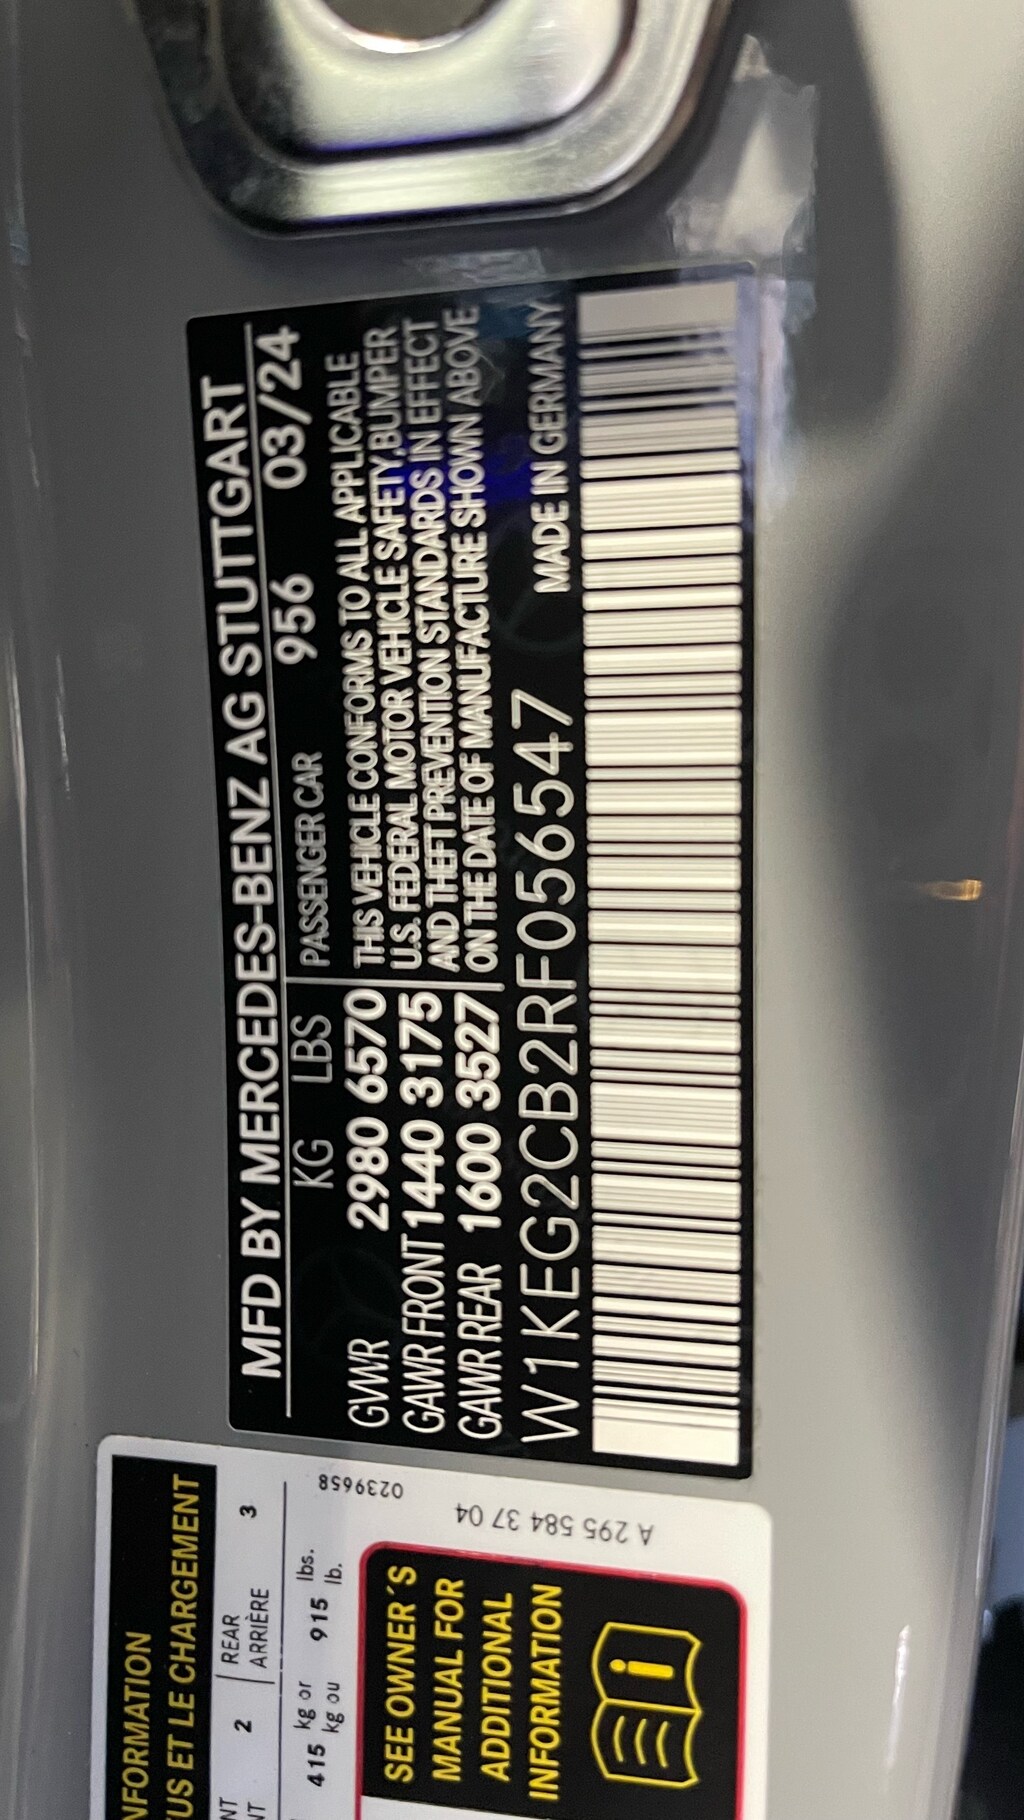 MFD BY MERCEDES-BENZ AG STUTTGART
KG LBS PASSENGER CAR 956 03/24
GVWR 2980 6570 THIS VEHICLE CONFORMS TO ALL APPLICABLE
GAWR FRONT 1440 3175 U.S. FEDERAL MOTOR VEHICLE SAFETY,BUMPER
AND THEFT PREVENTION STANDARDS IN EFFECT
GAWR REAR 1600 3527 ON THE DATE OF MANUFACTURE SHOWN ABOVE
W1KEG2CB2RF056547 MADE IN GERMANY
NFORMATION
US ET LE CHARGEMENT
NT 2 REAR 3
NT ARRIÈRE
415 kg or 915 lbs.
kg ou lb.
SEE OWNER´S
MANUAL FOR
ADDITIONAL
INFORMATION
i
0239658
A 295 584 37 04